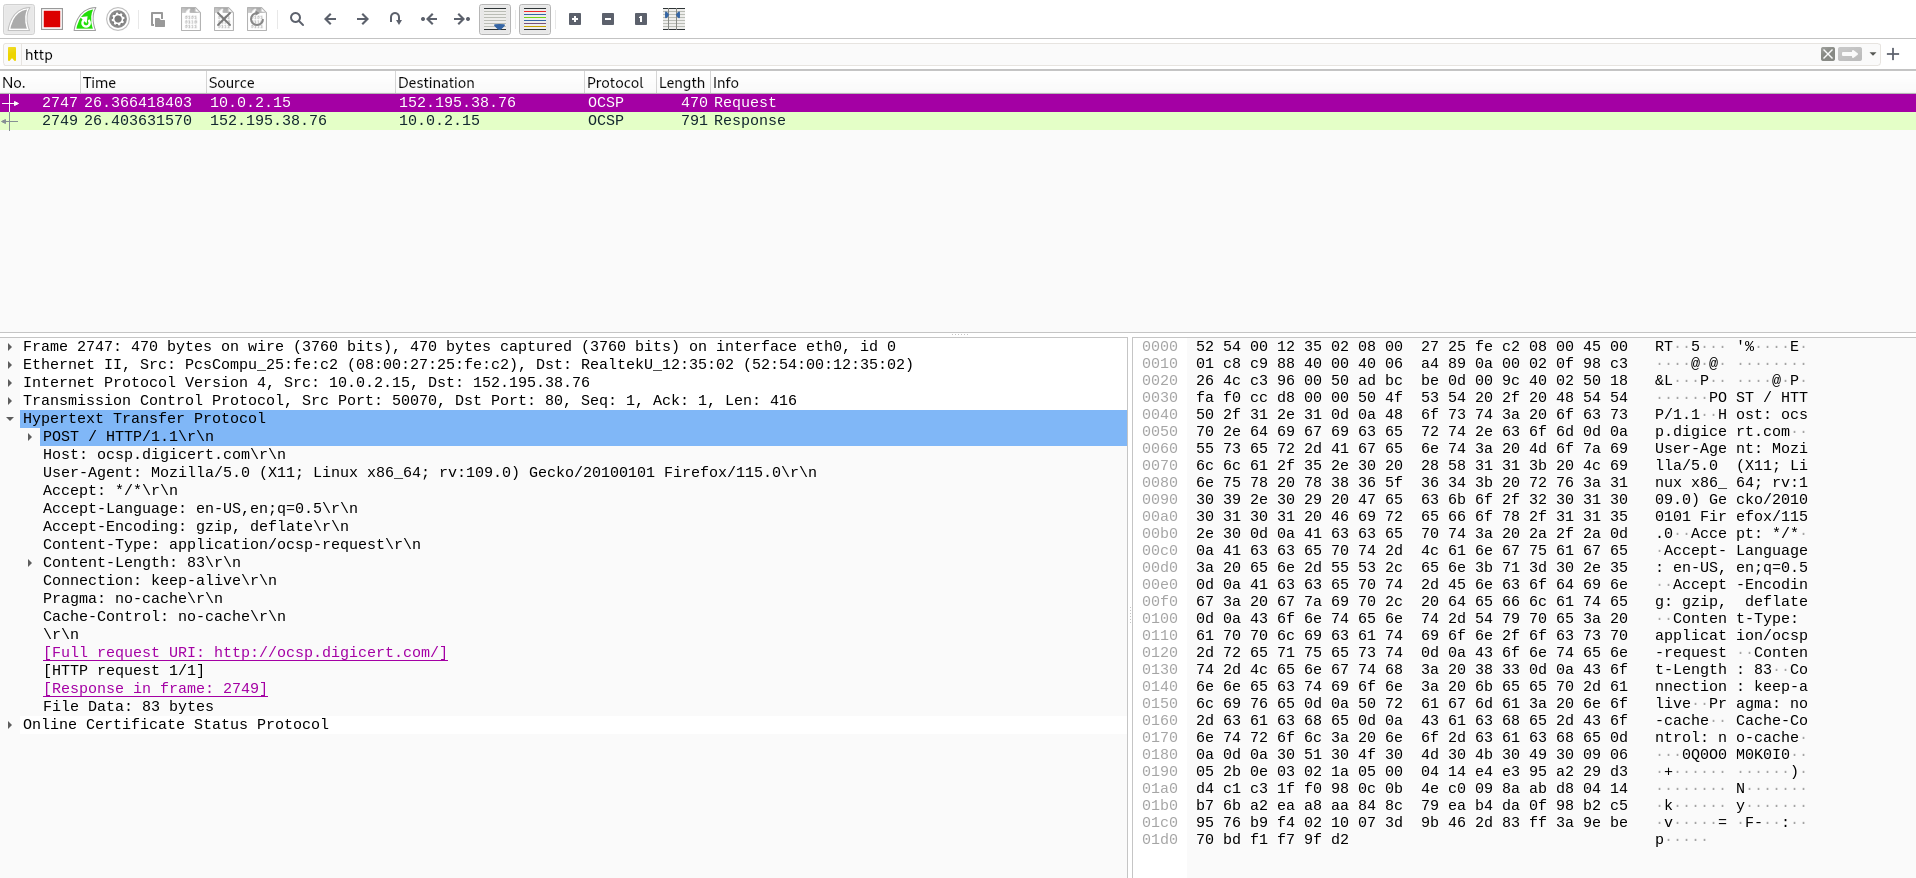 http
No. Time Source Destination Protocol Length Info
2747 26.366418403 10.0.2.15 152.195.38.76 OCSP 470 Request
2749 26.403631570 152.195.38.76 10.0.2.15 OCSP 791 Response
Frame 2747: 470 bytes on wire (3760 bits), 470 bytes captured (3760 bits) on interface eth0, id 0
Ethernet II, Src: PcsCompu_25:fe:c2 (08:00:27:25:fe:c2), Dst: RealtekU_12:35:02 (52:54:00:12:35:02)
Internet Protocol Version 4, Src: 10.0.2.15, Dst: 152.195.38.76
Transmission Control Protocol, Src Port: 50070, Dst Port: 80, Seq: 1, Ack: 1, Len: 416
Hypertext Transfer Protocol
POST / HTTP/1.1\r\n
Host: ocsp.digicert.com\r\n
User-Agent: Mozilla/5.0 (X11; Linux x86_64; rv:109.0) Gecko/20100101 Firefox/115.0\r\n
Accept: */*\r\n
Accept-Language: en-US,en;q=0.5\r\n
Accept-Encoding: gzip, deflate\r\n
Content-Type: application/ocsp-request\r\n
Content-Length: 83\r\n
Connection: keep-alive\r\n
Pragma: no-cache\r\n
Cache-Control: no-cache\r\n
\r\n
[Full request URI: http://ocsp.digicert.com/]
[HTTP request 1/1]
[Response in frame: 2749]
File Data: 83 bytes
Online Certificate Status Protocol
0000 52 54 00 12 35 02 08 00 27 25 fe c2 08 00 45 00 RT··5··· '%····E·
0010 01 c8 c9 88 40 00 40 06 a4 89 0a 00 02 0f 98 c3 ····@·@· ········
0020 26 4c c3 96 00 50 ad bc be 0d 00 9c 40 02 50 18 &L···P·· ····@·P·
0030 fa f0 cc d8 00 00 50 4f 53 54 20 2f 20 48 54 54 ······PO ST / HTT
0040 50 2f 31 2e 31 0d 0a 48 6f 73 74 3a 20 6f 63 73 P/1.1··H ost: ocs
0050 70 2e 64 69 67 69 63 65 72 74 2e 63 6f 6d 0d 0a p.digice rt.com··
0060 55 73 65 72 2d 41 67 65 6e 74 3a 20 4d 6f 7a 69 User-Age nt: Mozi
0070 6c 6c 61 2f 35 2e 30 20 28 58 31 31 3b 20 4c 69 lla/5.0 (X11; Li
0080 6e 75 78 20 78 38 36 5f 36 34 3b 20 72 76 3a 31 nux x86_ 64; rv:1
0090 30 39 2e 30 29 20 47 65 63 6b 6f 2f 32 30 31 30 09.0) Ge cko/2010
00a0 30 31 30 31 20 46 69 72 65 66 6f 78 2f 31 31 35 0101 Fir efox/115
00b0 2e 30 0d 0a 41 63 63 65 70 74 3a 20 2a 2f 2a 0d .0··Acce pt: */*·
00c0 0a 41 63 63 65 70 74 2d 4c 61 6e 67 75 61 67 65 ·Accept- Language
00d0 3a 20 65 6e 2d 55 53 2c 65 6e 3b 71 3d 30 2e 35 : en-US, en;q=0.5
00e0 0d 0a 41 63 63 65 70 74 2d 45 6e 63 6f 64 69 6e ··Accept -Encodin
00f0 67 3a 20 67 7a 69 70 2c 20 64 65 66 6c 61 74 65 g: gzip, deflate
0100 0d 0a 43 6f 6e 74 65 6e 74 2d 54 79 70 65 3a 20 ··Conten t-Type:
0110 61 70 70 6c 69 63 61 74 69 6f 6e 2f 6f 63 73 70 applicat ion/ocsp
0120 2d 72 65 71 75 65 73 74 0d 0a 43 6f 6e 74 65 6e -request ··Conten
0130 74 2d 4c 65 6e 67 74 68 3a 20 38 33 0d 0a 43 6f t-Length : 83··Co
0140 6e 6e 65 63 74 69 6f 6e 3a 20 6b 65 65 70 2d 61 nnection : keep-a
0150 6c 69 76 65 0d 0a 50 72 61 67 6d 61 3a 20 6e 6f live··Pr agma: no
0160 2d 63 61 63 68 65 0d 0a 43 61 63 68 65 2d 43 6f -cache·· Cache-Co
0170 6e 74 72 6f 6c 3a 20 6e 6f 2d 63 61 63 68 65 0d ntrol: n o-cache·
0180 0a 0d 0a 30 51 30 4f 30 4d 30 4b 30 49 30 09 06 ···0Q0O0 M0K0I0··
0190 05 2b 0e 03 02 1a 05 00 04 14 e4 e3 95 a2 29 d3 ·+······ ······)·
01a0 d4 c1 c3 1f f0 98 0c 0b 4e c0 09 8a ab d8 04 14 ········ N·······
01b0 b7 6b a2 ea a8 aa 84 8c 79 ea b4 da 0f 98 b2 c5 ·k······ y·······
01c0 95 76 b9 f4 02 10 07 3d 9b 46 2d 83 ff 3a 9e be ·v·····= ·F-··:··
01d0 70 bd f1 f7 9f d2 p·····